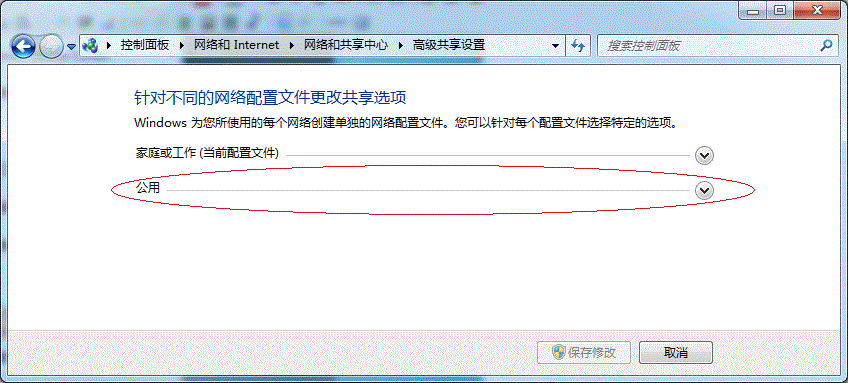 控制面板 网络和 Internet 网络和共享中心 高级共享设置 搜索控制面板
针对不同的网络配置文件更改共享选项
Windows 为您所使用的每个网络创建单独的网络配置文件。您可以针对每个配置文件选择特定的选项。
家庭或工作 (当前配置文件)
公用
保存修改 取消